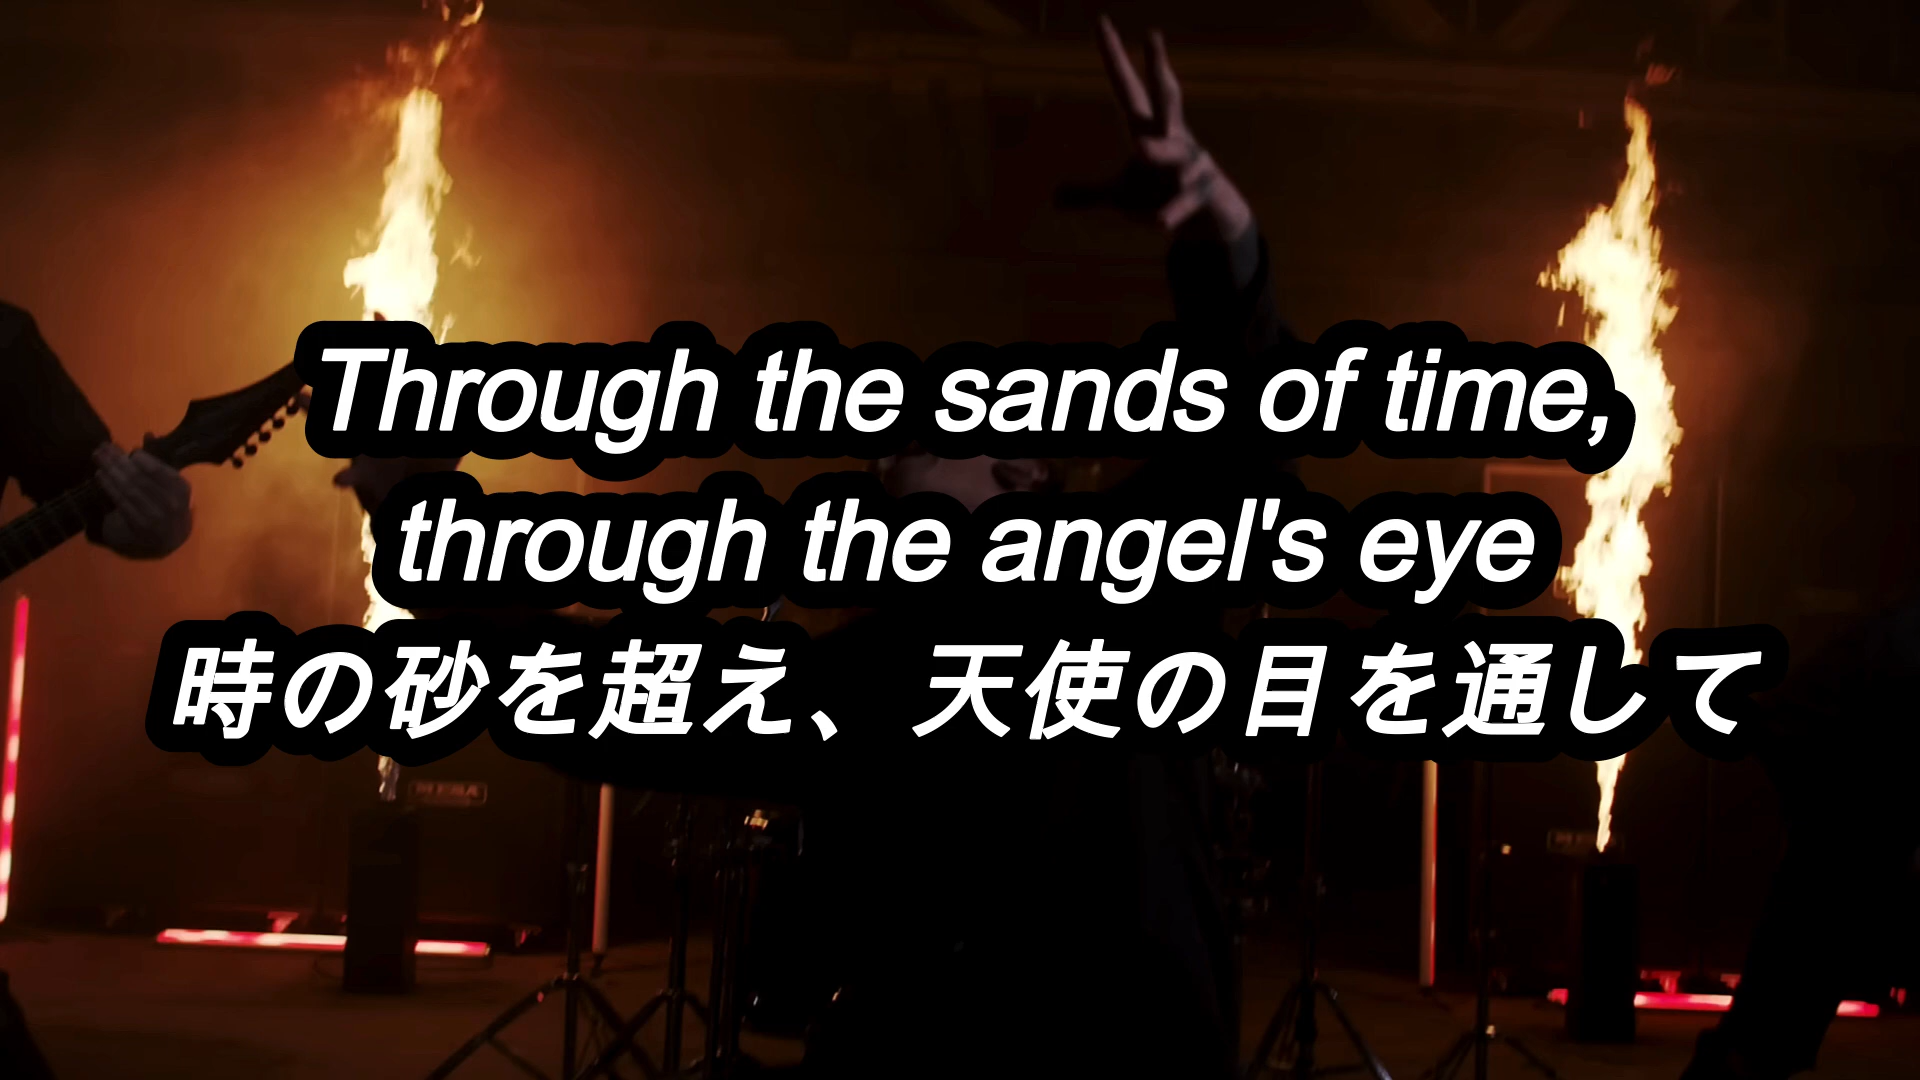 Through the sands of time,
through the angel's eye
時の砂を超え、天使の目を通して